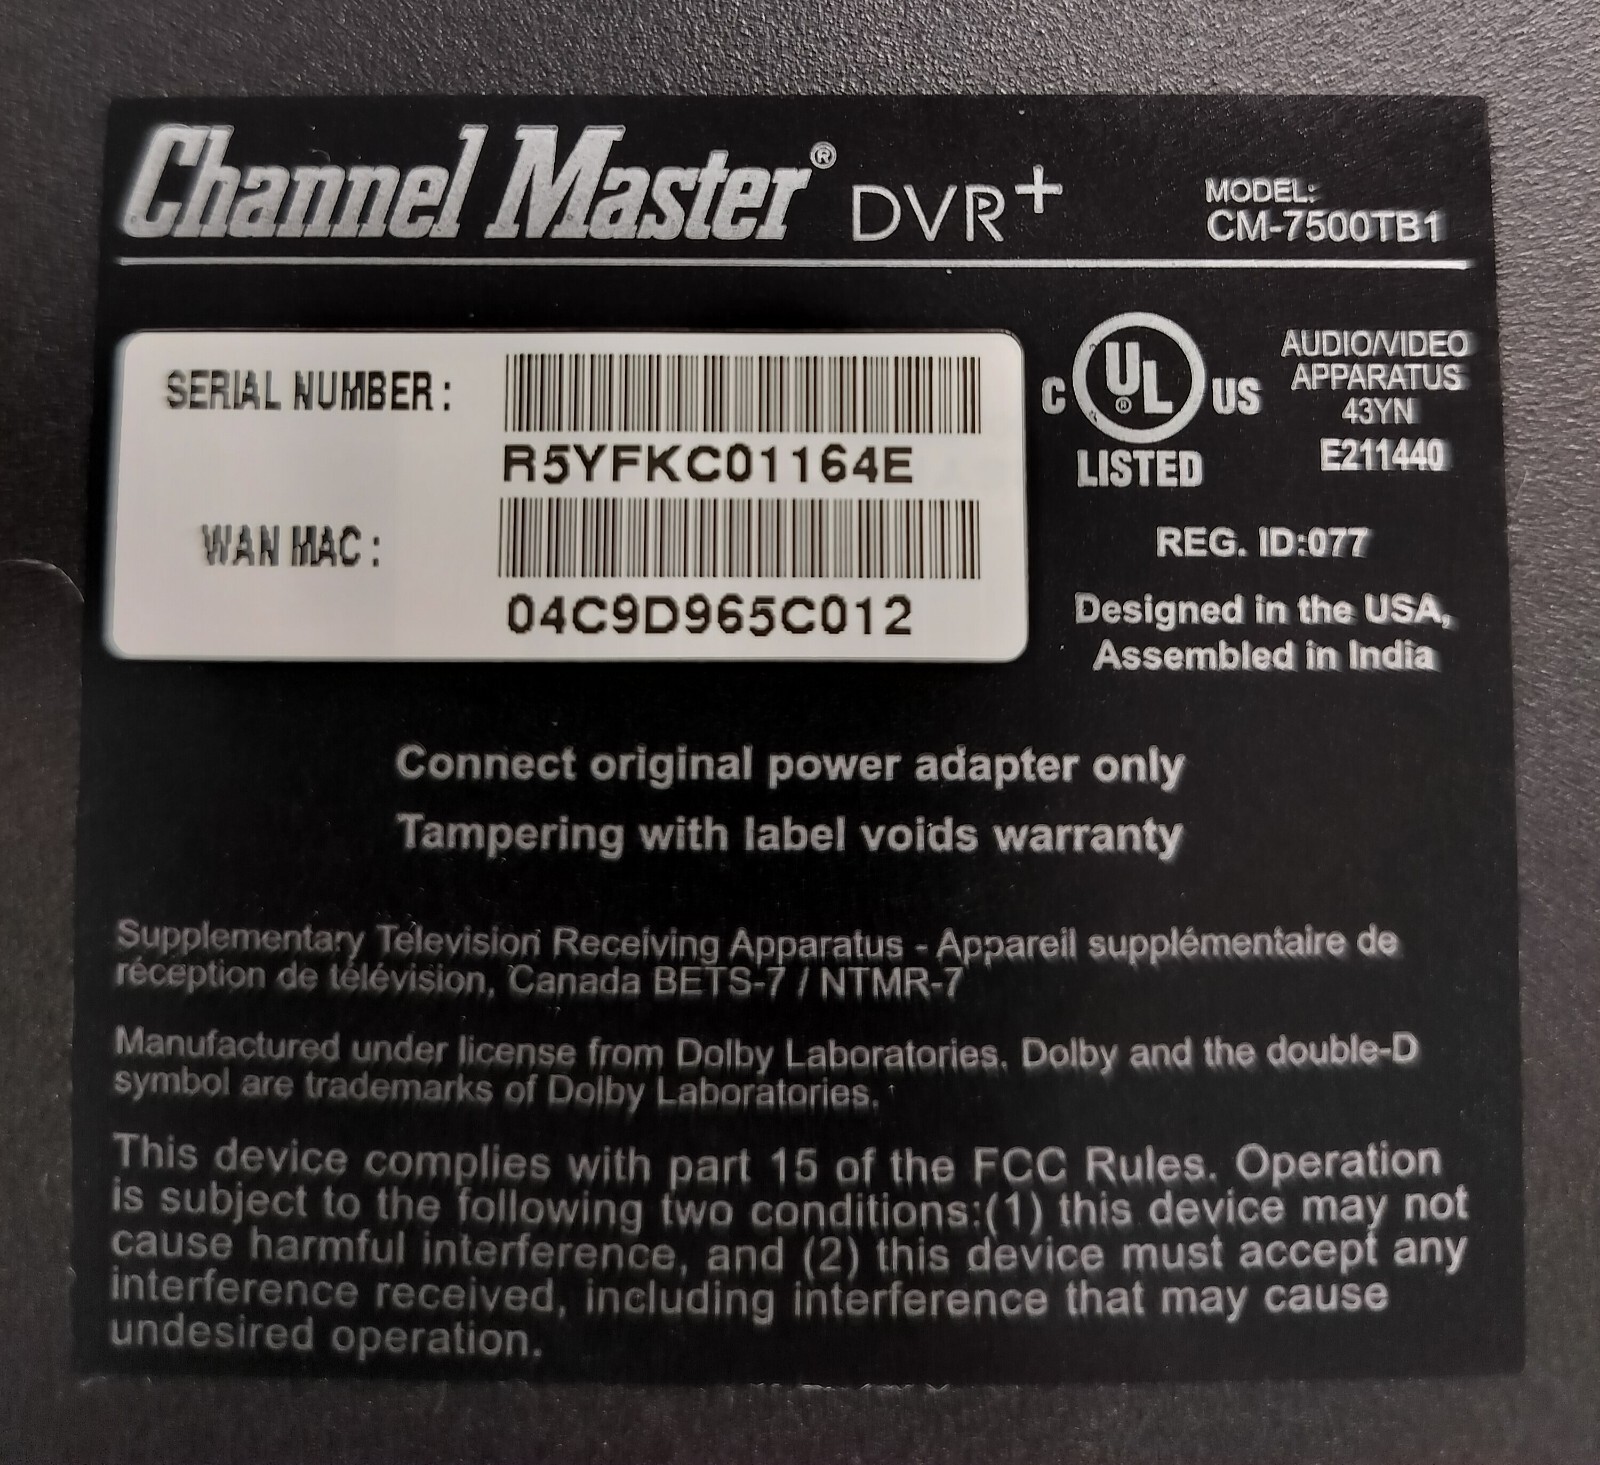 Channel Master® DVR+
MODEL:
CM-7500TB1
SERIAL NUMBER:
R5YFKC01164E
WAN MAC:
04C9D965C012
C UL® US
LISTED
AUDIO/VIDEO
APPARATUS
43YN
E211440
REG. ID:077
Designed in the USA,
Assembled in India
Connect original power adapter only
Tampering with label voids warranty
Supplementary Television Receiving Apparatus - Appareil supplémentaire de
réception de télévision, Canada BETS-7 / NTMR-7
Manufactured under license from Dolby Laboratories. Dolby and the double-D
symbol are trademarks of Dolby Laboratories.
This device complies with part 15 of the FCC Rules. Operation
is subject to the following two conditions:(1) this device may not
cause harmful interference, and (2) this device must accept any
interference received, including interference that may cause
undesired operation.